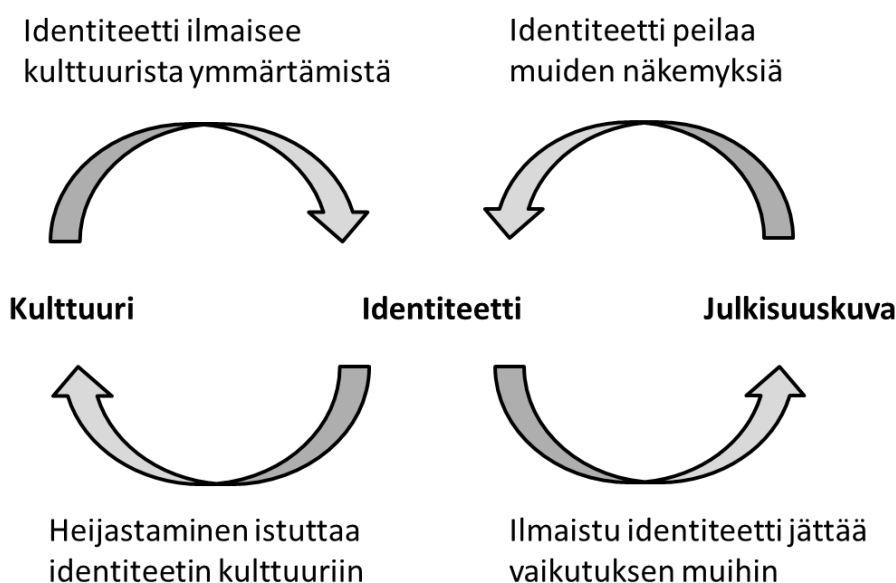 Identiteetti ilmaisee
kulttuurista ymmärtämistä
Identiteetti peilaa
muiden näkemyksiä
Kulttuuri
Identiteetti
Julkisuuskuva
Heijastaminen istuttaa
identiteetin kulttuuriin
Ilmaistu identiteetti jättää
vaikutuksen muihin